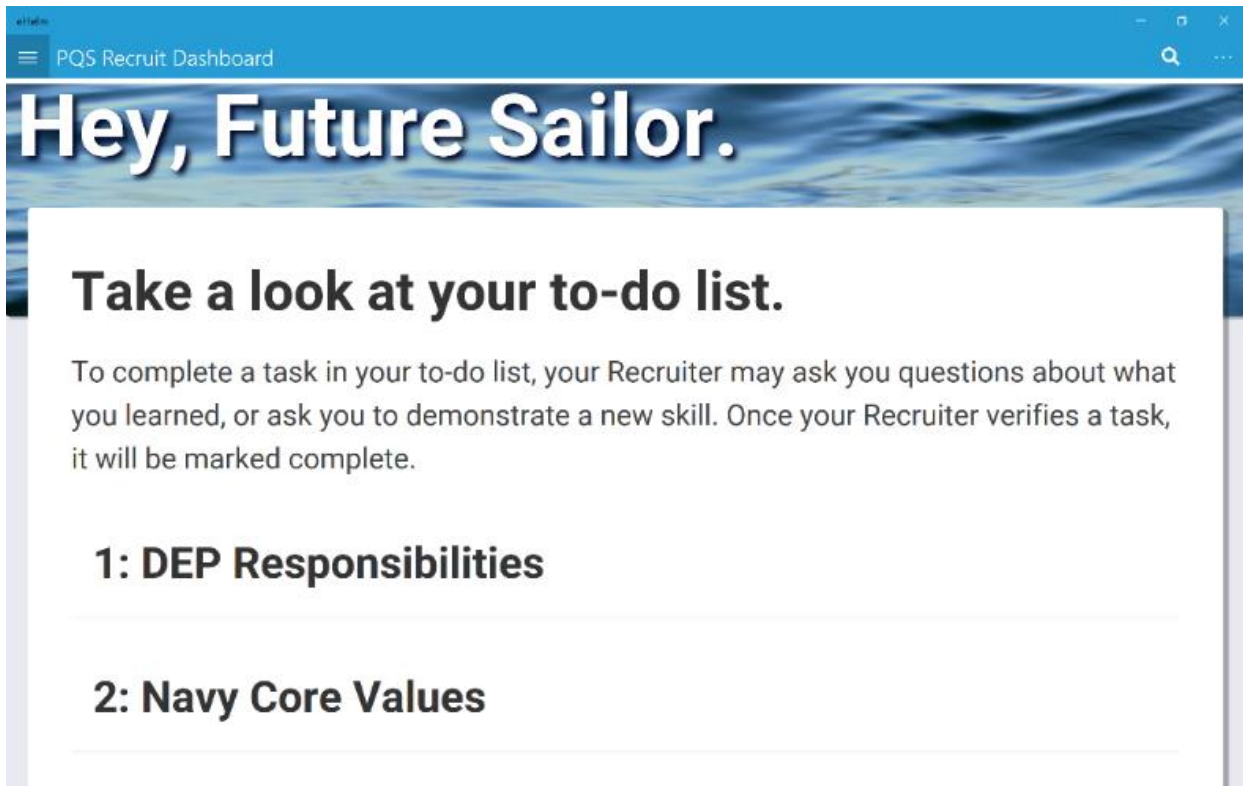 PQS Recruit Dashboard
Hey, Future Sailor.
Take a look at your to-do list.
To complete a task in your to-do list, your Recruiter may ask you questions about what
you learned, or ask you to demonstrate a new skill. Once your Recruiter verifies a task,
it will be marked complete.
1: DEP Responsibilities
2: Navy Core Values